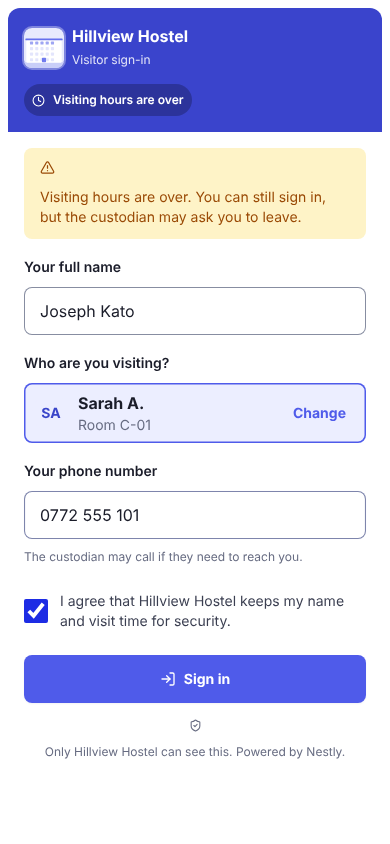 Hillview Hostel
Visitor sign-in
Visiting hours are over
Visiting hours are over. You can still sign in,
but the custodian may ask you to leave.
Your full name
Joseph Kato
Who are you visiting?
SA
Sarah A.
Room C-01
Change
Your phone number
0772 555 101
The custodian may call if they need to reach you.
I agree that Hillview Hostel keeps my name
and visit time for security.
Sign in
Only Hillview Hostel can see this. Powered by Nestly.